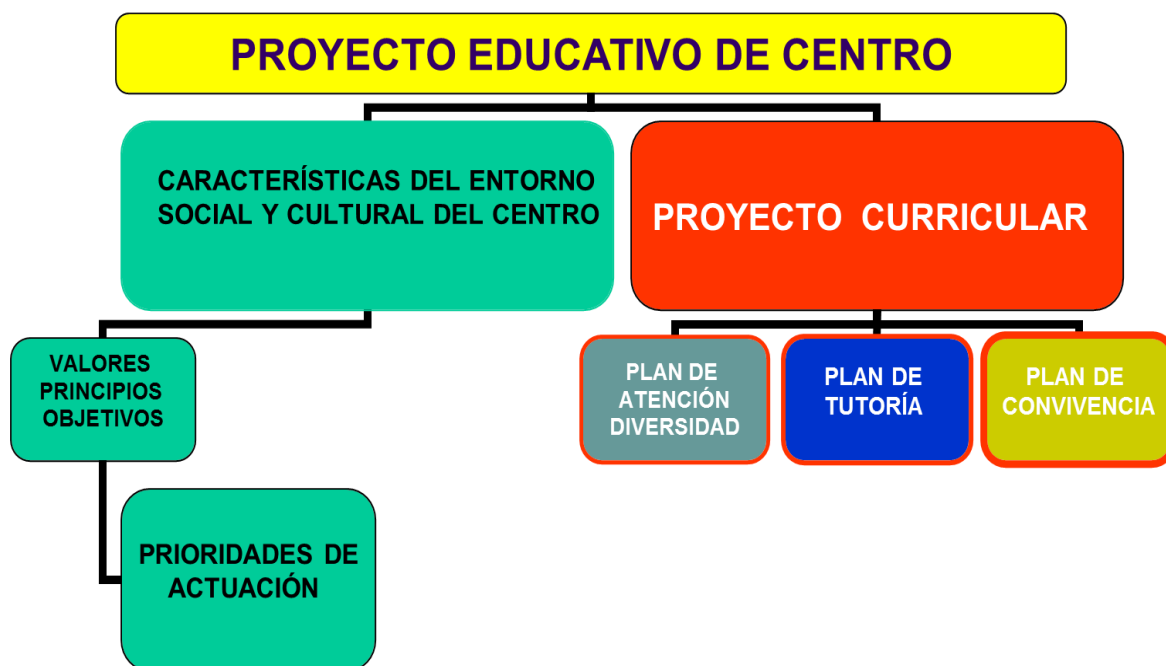 PROYECTO EDUCATIVO DE CENTRO
CARACTERÍSTICAS DEL ENTORNO
SOCIAL Y CULTURAL DEL CENTRO
PROYECTO CURRICULAR
VALORES
PRINCIPIOS
OBJETIVOS
PLAN DE
ATENCIÓN
DIVERSIDAD
PLAN DE
TUTORÍA
PLAN DE
CONVIVENCIA
PRIORIDADES DE
ACTUACIÓN